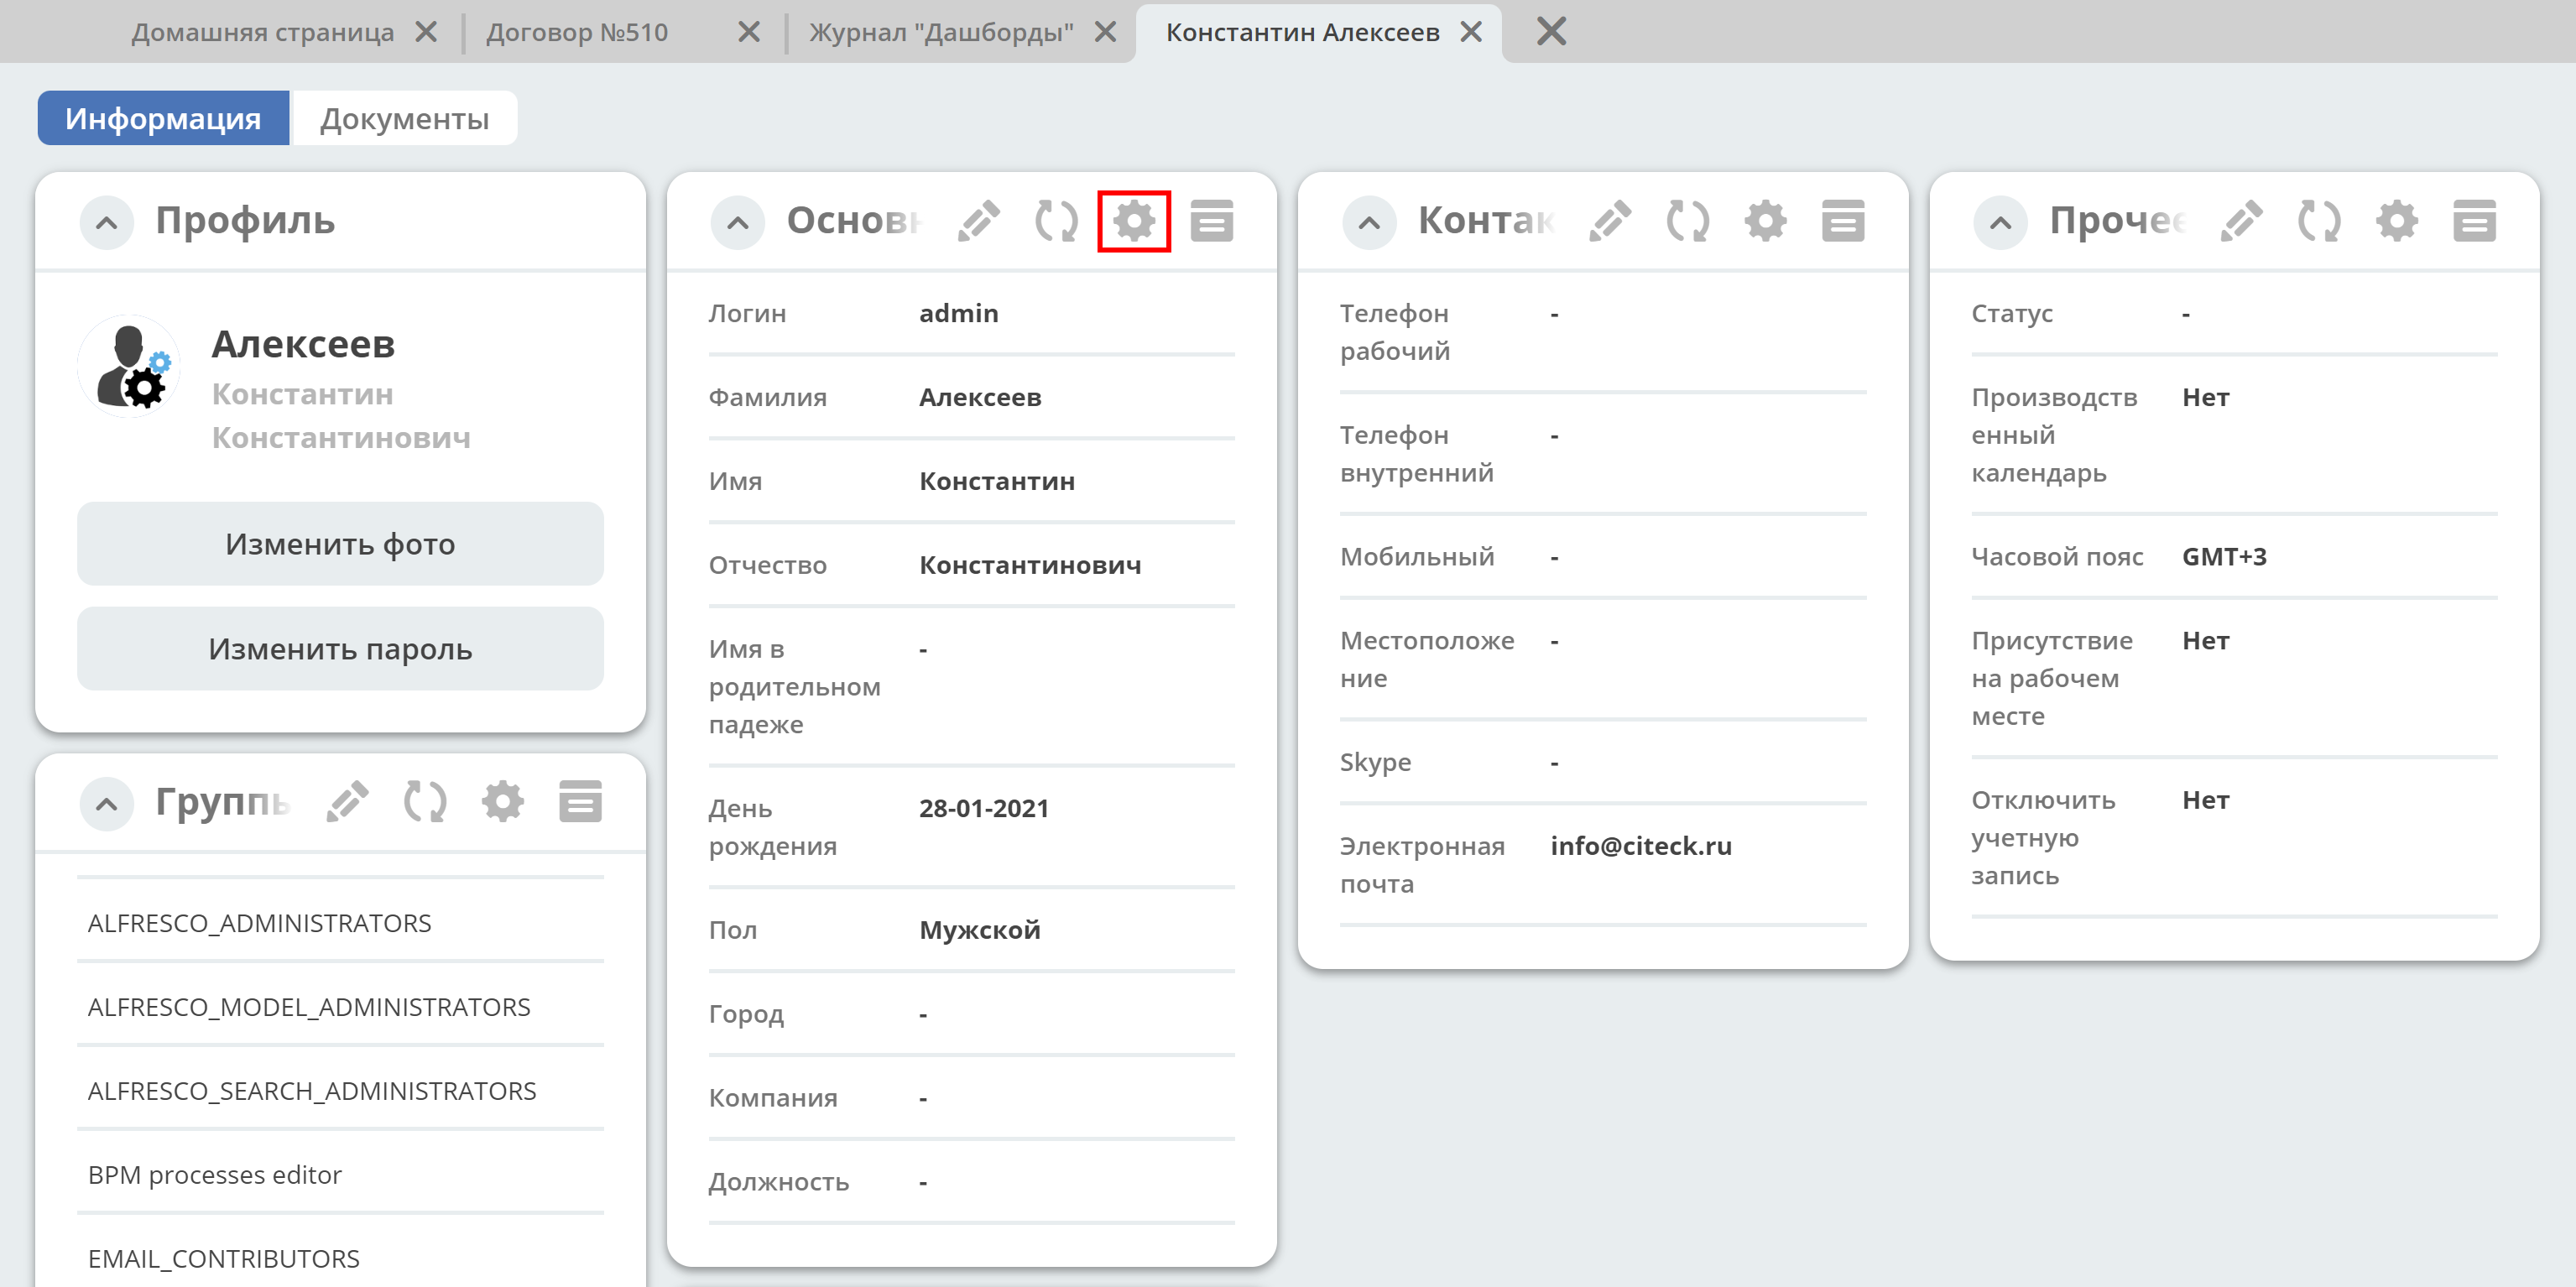 Домашняя страница
Договор №510
Журнал "Дашборды"
Константин Алексеев
Информация
Документы
Профиль
Алексеев
Константин
Константинович
Изменить фото
Изменить пароль
Группы
ALFRESCO_ADMINISTRATORS
ALFRESCO_MODEL_ADMINISTRATORS
ALFRESCO_SEARCH_ADMINISTRATORS
BPM processes editor
EMAIL_CONTRIBUTORS
Основн
Логин admin
Фамилия Алексеев
Имя Константин
Отчество Константинович
Имя в -
родительном
падеже
День 28-01-2021
рождения
Пол Мужской
Город -
Компания -
Должность -
Контак
Телефон -
рабочий
Телефон -
внутренний
Мобильный -
Местоположе -
ние
Skype -
Электронная info@citeck.ru
почта
Прочее
Статус -
Производств Нет
енный
календарь
Часовой пояс GMT+3
Присутствие Нет
на рабочем
месте
Отключить Нет
учетную
запись